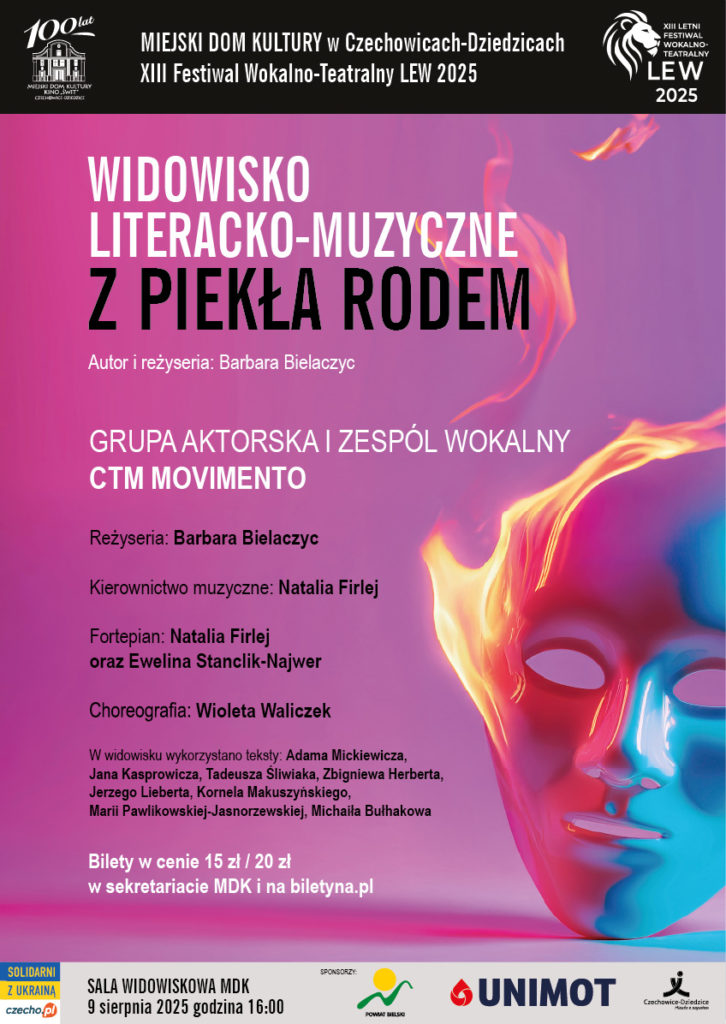 100 lat
MIEJSKI DOM KULTURY
KINO „ŚWIT”
CZECHOWICE-DZIEDZICE
MIEJSKI DOM KULTURY w Czechowicach-Dziedzicach
XIII Festiwal Wokalno-Teatralny LEW 2025
XIII LETNI
FESTIWAL
WOKALNO-
TEATRALNY
LEW
2025
WIDOWISKO
LITERACKO-MUZYCZNE
Z PIEKŁA RODEM
Autor i reżyseria: Barbara Bielaczyc
GRUPA AKTORSKA I ZESPÓL WOKALNY
CTM MOVIMENTO
Reżyseria: Barbara Bielaczyc
Kierownictwo muzyczne: Natalia Firlej
Fortepian: Natalia Firlej
oraz Ewelina Stanclik-Najwer
Choreografia: Wioleta Waliczek
W widowisku wykorzystano teksty: Adama Mickiewicza,
Jana Kasprowicza, Tadeusza Śliwiaka, Zbigniewa Herberta,
Jerzego Lieberta, Kornela Makuszyńskiego,
Marii Pawlikowskiej-Jasnorzewskiej, Michaiła Bułhakowa
Bilety w cenie 15 zł / 20 zł
w sekretariacie MDK i na biletyna.pl
SOLIDARNI
Z UKRAINĄ
czecho.pl
SALA WIDOWISKOWA MDK
9 sierpnia 2025 godzina 16:00
SPONSORZY:
POWIAT BIELSKI
UNIMOT
Czechowice-Dziedzice
Miasto z zapałem